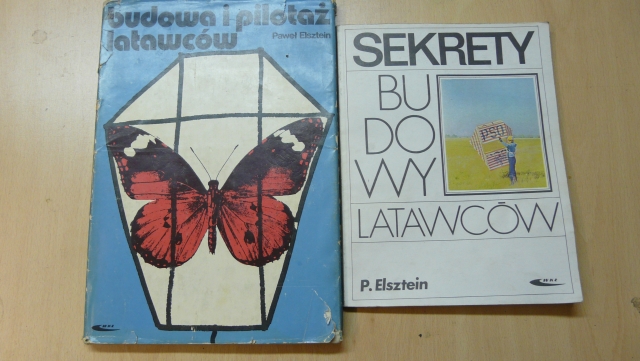 budowa i pilotaż
latawców
Paweł Elsztein
SEKRETY
BU
DO
WY
LATAWCÓW
P. Elsztein